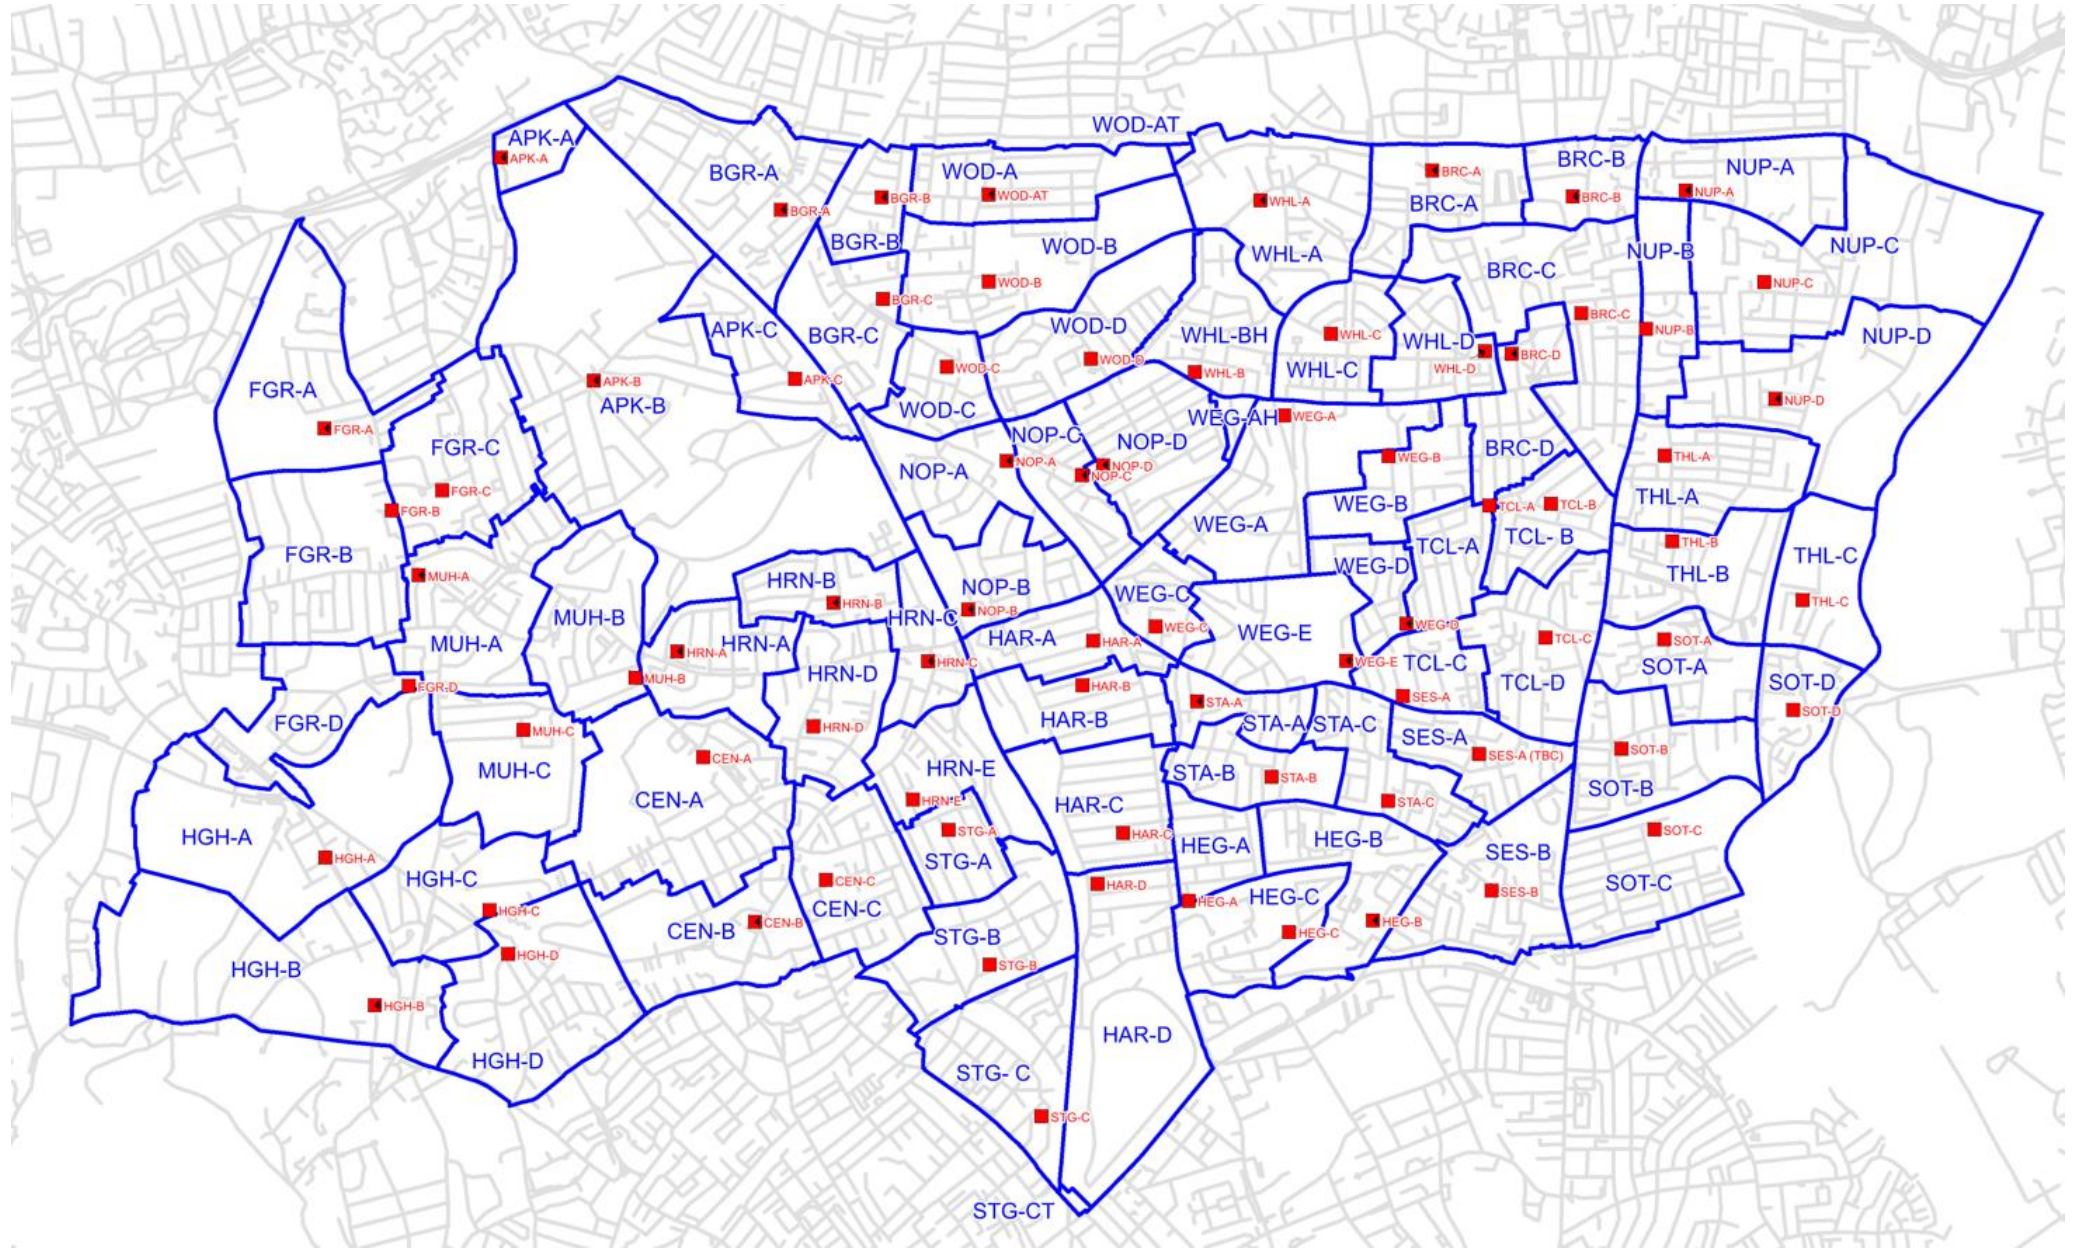 WOD-AT
APK-A
APK-A
BGR-A
BGR-A
BGR-B
BGR-B
WOD-A
WOD-AT
WHL-A
WHL-A
BRC-A
BRC-A
BRC-B
BRC-B
NUP-A
NUP-A
NUP-B
NUP-C
NUP-C
WOD-B
WOD-B
BRC-C
BRC-C
NUP-B
NUP-D
NUP-D
BGR-C
BGR-C
APK-C
APK-C
WOD-D
WOD-D
WHL-BH
WHL-B
WHL-C
WHL-C
WHL-D
WHL-D
BRC-D
BRC-D
FGR-A
FGR-A
APK-B
APK-B
WOD-C
WOD-C
WEG-AH
WEG-A
NOP-C
NOP-D
NOP-A
NOP-A
NOP-D
NOP-C
FGR-C
FGR-C
WEG-B
WEG-B
THL-A
THL-A
FGR-B
FGR-B
WEG-A
TCL-A
TCL-B
TCL-A
TCL- B
THL-B
THL-B
THL-C
THL-C
MUH-A
MUH-A
MUH-B
MUH-B
HRN-B
HRN-B
NOP-B
NOP-B
HRN-C
HRN-C
WEG-C
WEG-C
WEG-D
WEG-D
WEG-E
WEG-E
HRN-A
HRN-A
HAR-A
HAR-A
TCL-C
TCL-C
SOT-A
SOT-A
HRN-D
HRN-D
HAR-B
HAR-B
TCL-D
SES-A
SOT-D
SOT-D
FGR-D
FGR-D
STA-A
STA-A
STA-C
STA-C
SES-A
SES-A (TBC)
SOT-B
SOT-B
MUH-C
MUH-C
CEN-A
CEN-A
HRN-E
HRN-E
STA-B
STA-B
HAR-C
HAR-C
HGH-A
HGH-A
STG-A
STG-A
HEG-A
HEG-A
HEG-B
HEG-B
SES-B
SES-B
SOT-C
SOT-C
HGH-C
HGH-C
CEN-C
CEN-C
HAR-D
HEG-C
HEG-C
CEN-B
CEN-B
STG-B
STG-B
HGH-D
HGH-B
HGH-B
HGH-D
HAR-D
STG- C
STG-C
STG-CT